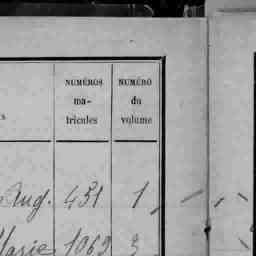 NUMÉROS NUMÉRO
ma- du
s tricules volume
Aug. 451 1
Marie 1069 3